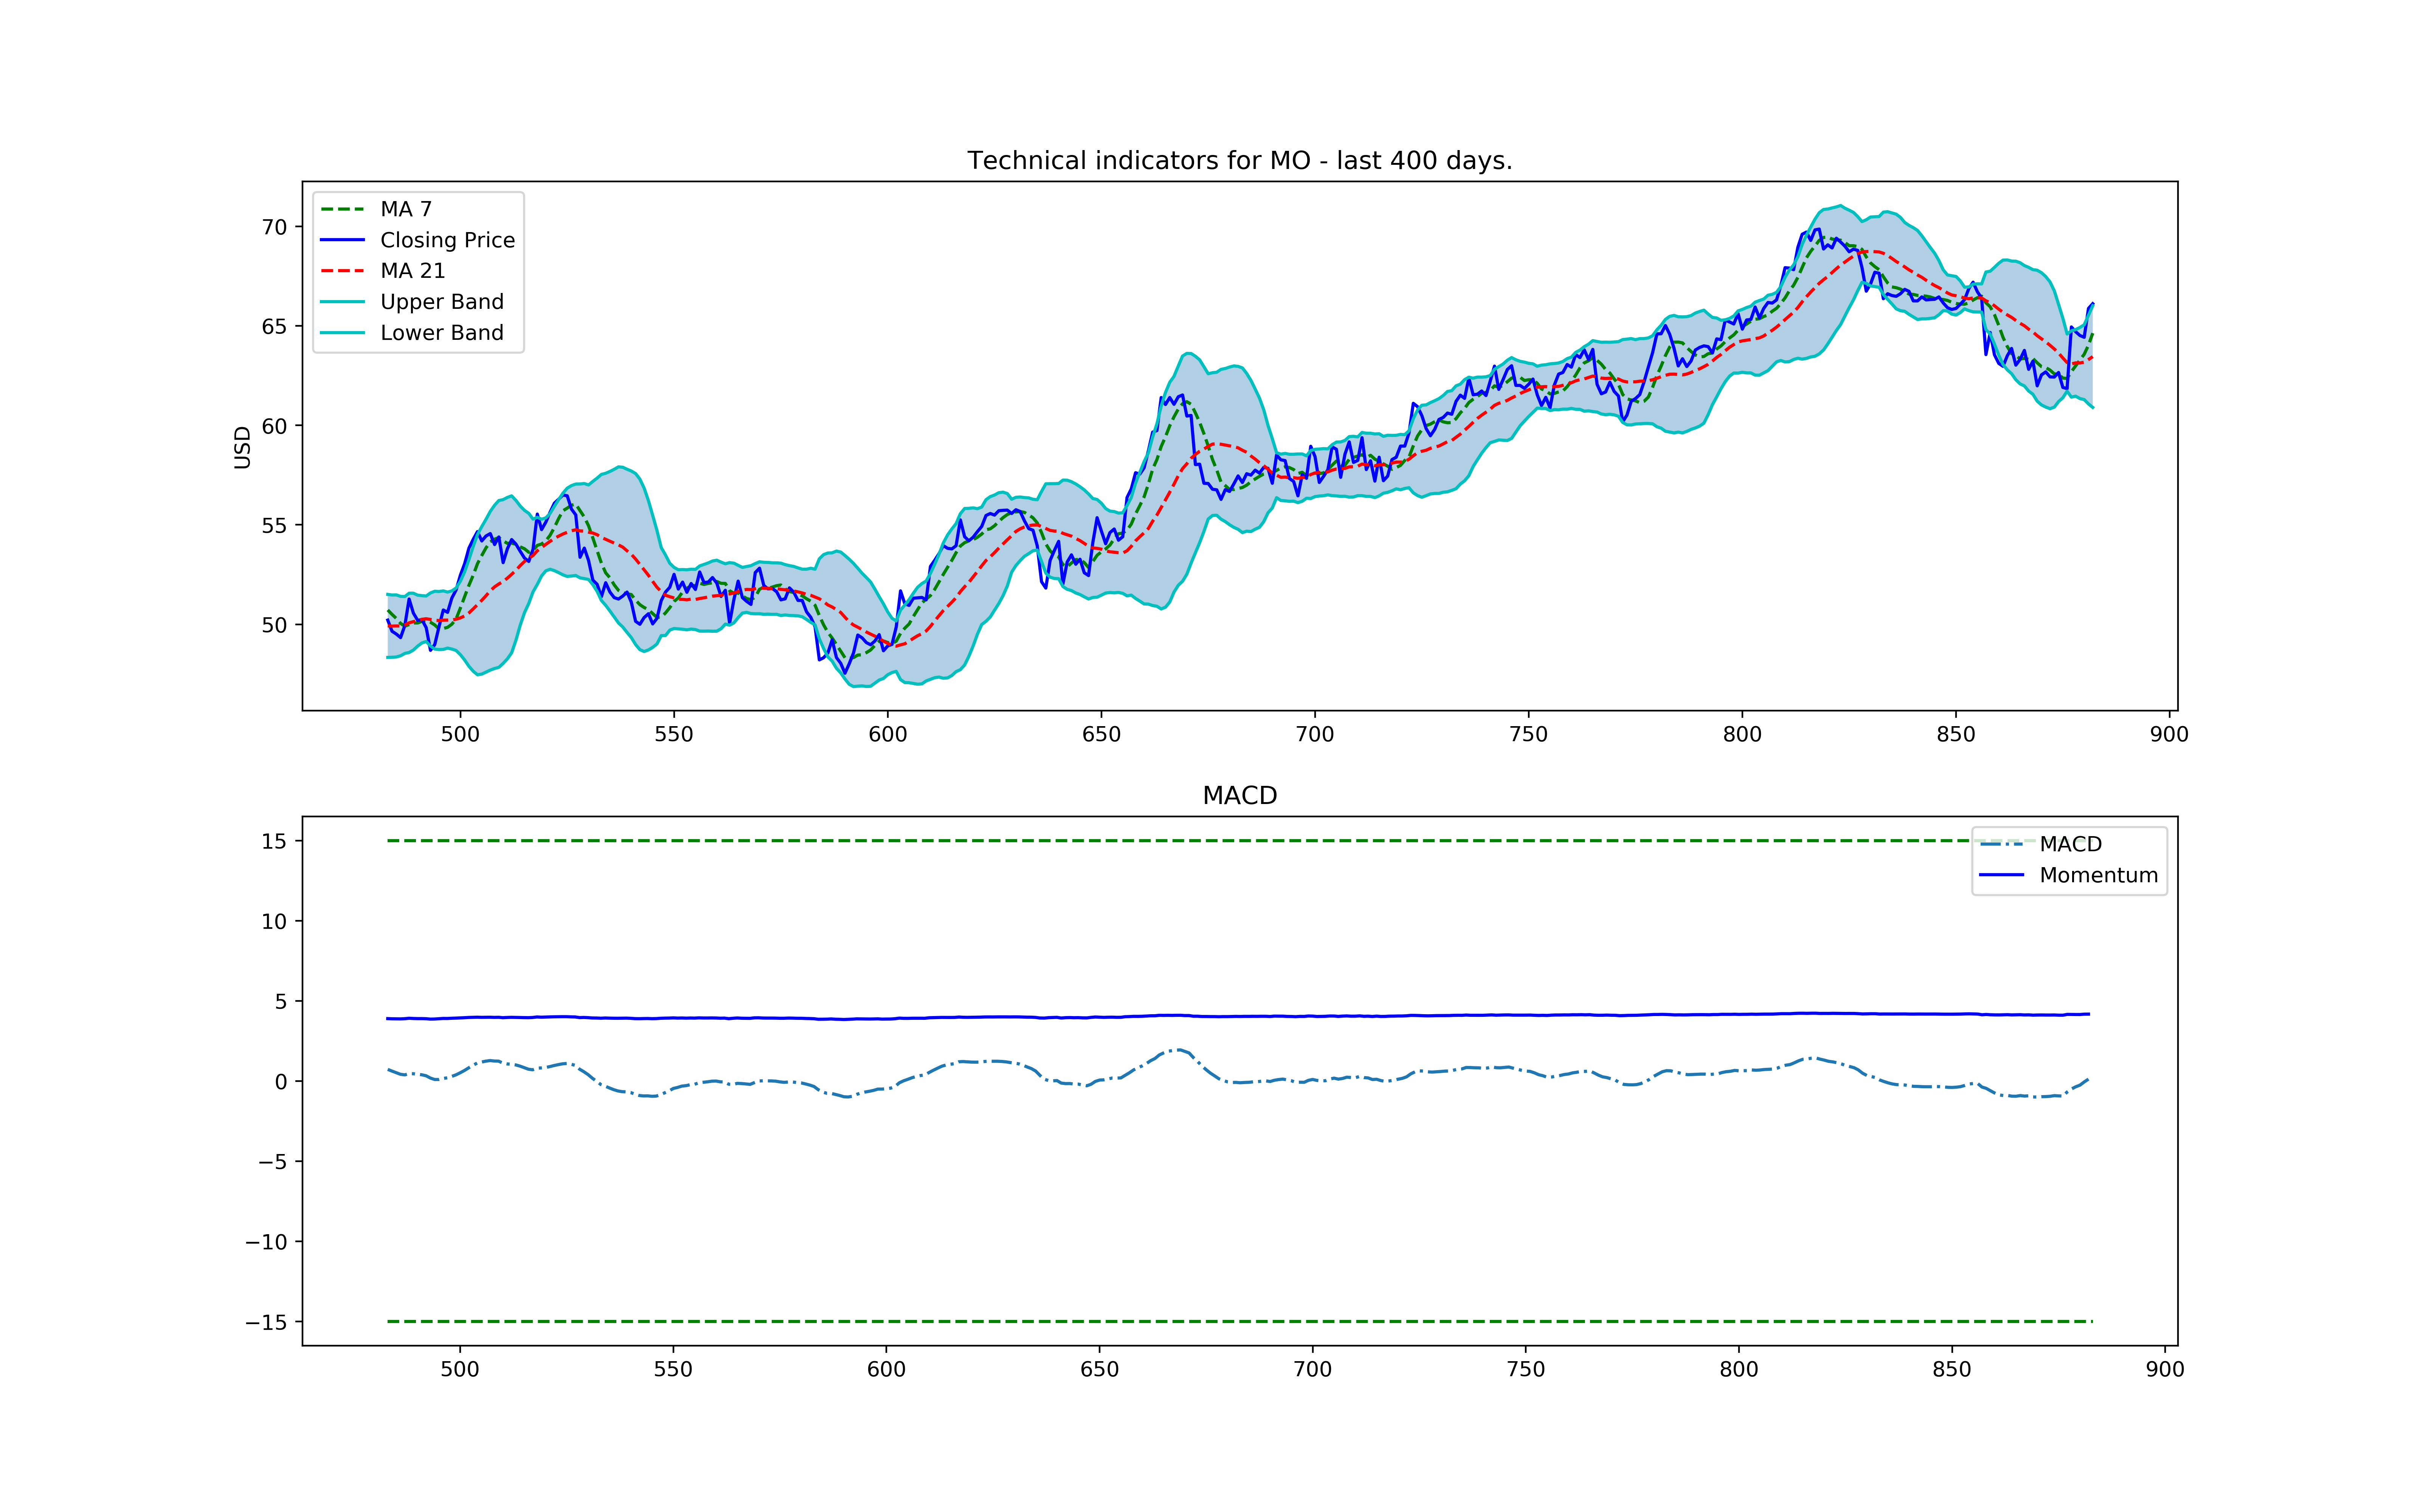 Technical indicators for MO - last 400 days.
MA 7
Closing Price
MA 21
Upper Band
Lower Band
USD
70
65
60
55
50
500 550 600 650 700 750 800 850 900
MACD
MACD
Momentum
15
10
5
0
−5
−10
−15
500 550 600 650 700 750 800 850 900